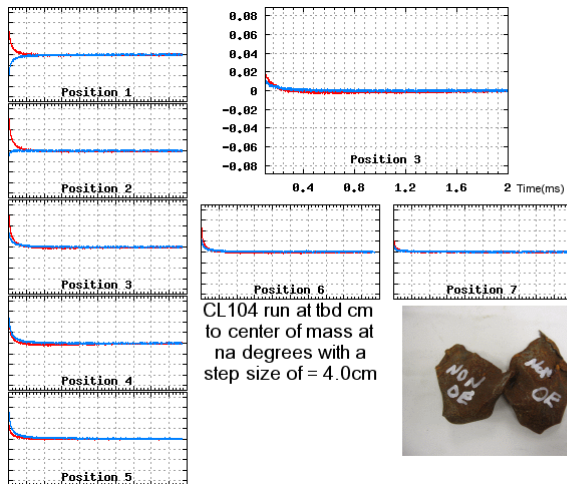 Position 1
Position 2
Position 3
Position 4
Position 5
0.08
0.06
0.04
0.02
0
-0.02
-0.04
-0.06
-0.08
Position 3
0.4 0.8 1.2 1.6 2 Time(ms)
Position 6
Position 7
CL104 run at tbd cm
to center of mass at
na degrees with a
step size of = 4.0cm
NON
OE
NON
OE